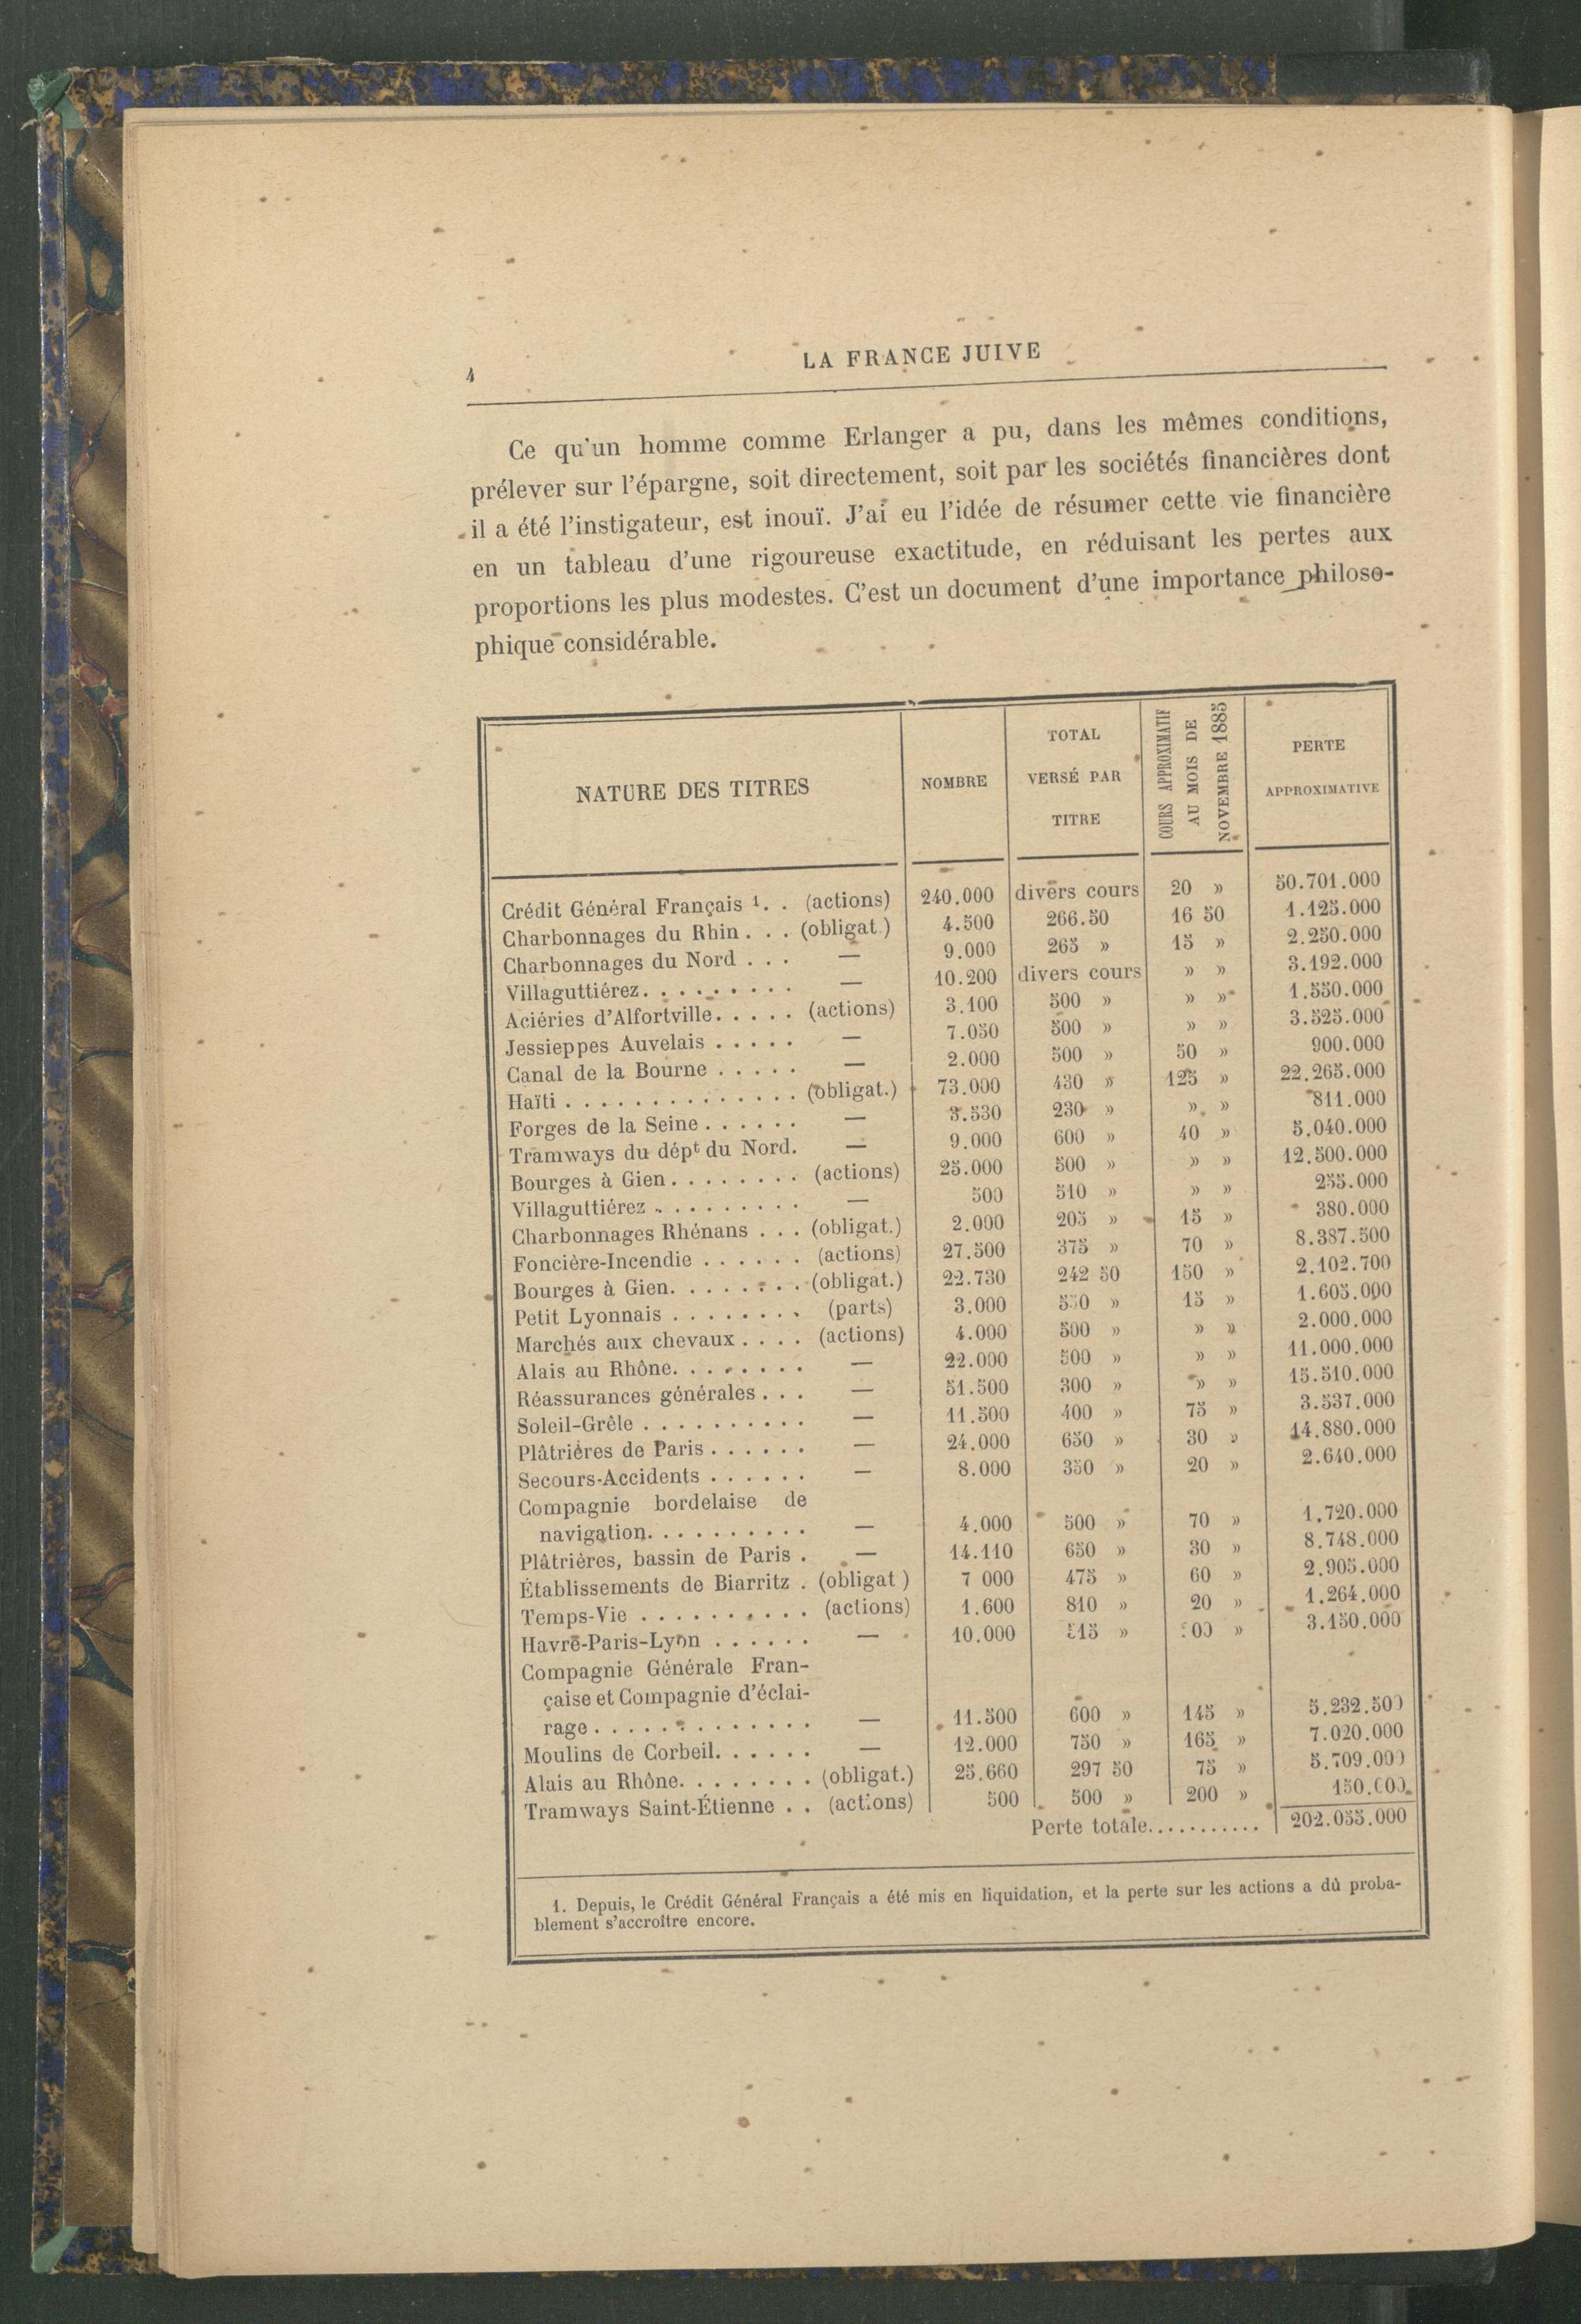 4
LA FRANCE JUIVE
Ce qu'un homme comme Erlanger a pu, dans les mêmes conditions,
prélever sur l'épargne, soit directement, soit par les sociétés financières dont
il a été l'instigateur, est inouï. J'ai eu l'idée de résumer cette vie financière
en un tableau d'une rigoureuse exactitude, en réduisant les pertes aux
proportions les plus modestes. C'est un document d'une importance philoso-
phique considérable.
NATURE DES TITRES
NOMBRE
TOTAL
VERSÉ PAR
TITRE
COURS APPROXIMATIF
AU MOIS DE
NOVEMBRE 1885
PERTE
APPROXIMATIVE
Crédit Général Français 1. . (actions) 240.000 divers cours 20 » 50.701.000
Charbonnages du Rhin . . . (obligat.) 4.500 266.50 16 50 1.125.000
Charbonnages du Nord . . . — 9.000 265 » 15 » 2.250.000
Villaguttiérez. . . . . . . . . — 10.200 divers cours » » 3.192.000
Aciéries d'Alfortville. . . . . (actions) 3.100 500 » » » 1.550.000
Jessieppes Auvelais . . . . . — 7.050 500 » » » 3.525.000
Canal de la Bourne . . . . . — 2.000 500 » 50 » 900.000
Haïti . . . . . . . . . . . . . . (obligat.) 73.000 430 » 125 » 22.265.000
Forges de la Seine . . . . . . — 3.530 230 » » » 811.000
Tramways du dépt du Nord. — 9.000 600 » 40 » 5.040.000
Bourges à Gien . . . . . . . . (actions) 25.000 500 » » » 12.500.000
Villaguttiérez . . . . . . . . . — 500 510 » » » 255.000
Charbonnages Rhénans . . . (obligat.) 2.000 205 » 15 » 380.000
Foncière-Incendie . . . . . . (actions) 27.500 375 » 70 » 8.387.500
Bourges à Gien. . . . . . . . (obligat.) 22.730 242 50 150 » 2.102.700
Petit Lyonnais . . . . . . . . (parts) 3.000 550 » 15 » 1.605.000
Marchés aux chevaux . . . . (actions) 4.000 500 » » » 2.000.000
Alais au Rhône. . . . . . . . — 22.000 500 » » » 11.000.000
Réassurances générales . . . — 51.500 300 » » » 15.510.000
Soleil-Grêle . . . . . . . . . . — 11.500 400 » 75 » 3.537.000
Plâtrières de Paris . . . . . . — 24.000 650 » 30 » 14.880.000
Secours-Accidents . . . . . . — 8.000 350 » 20 » 2.640.000
Compagnie bordelaise de
navigation. . . . . . . . . . — 4.000 500 » 70 » 1.720.000
Plâtrières, bassin de Paris . — 14.110 650 » 30 » 8.748.000
Établissements de Biarritz . (obligat ) 7 000 475 » 60 » 2.905.000
Temps-Vie . . . . . . . . . . (actions) 1.600 810 » 20 » 1.264.000
Havre-Paris-Lyon . . . . . . — 10.000 » » 3.150.000
Compagnie Générale Fran-
çaise et Compagnie d'éclai-
rage . . . . . . . . . . . . . — 11.500 600 » 145 » 5.232.500
Moulins de Corbeil. . . . . . — 12.000 750 » 165 » 7.020.000
Alais au Rhône. . . . . . . . (obligat.) 25.660 297 50 75 » 5.709.000
Tramways Saint-Étienne . . (actions) 500 500 » 200 » 150.000
Perte totale........... 202.055.000
1. Depuis, le Crédit Général Français a été mis en liquidation, et la perte sur les actions a dû proba-
blement s'accroître encore.